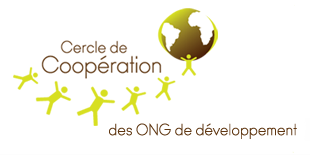 Cercle de
Coopération
des ONG de développement